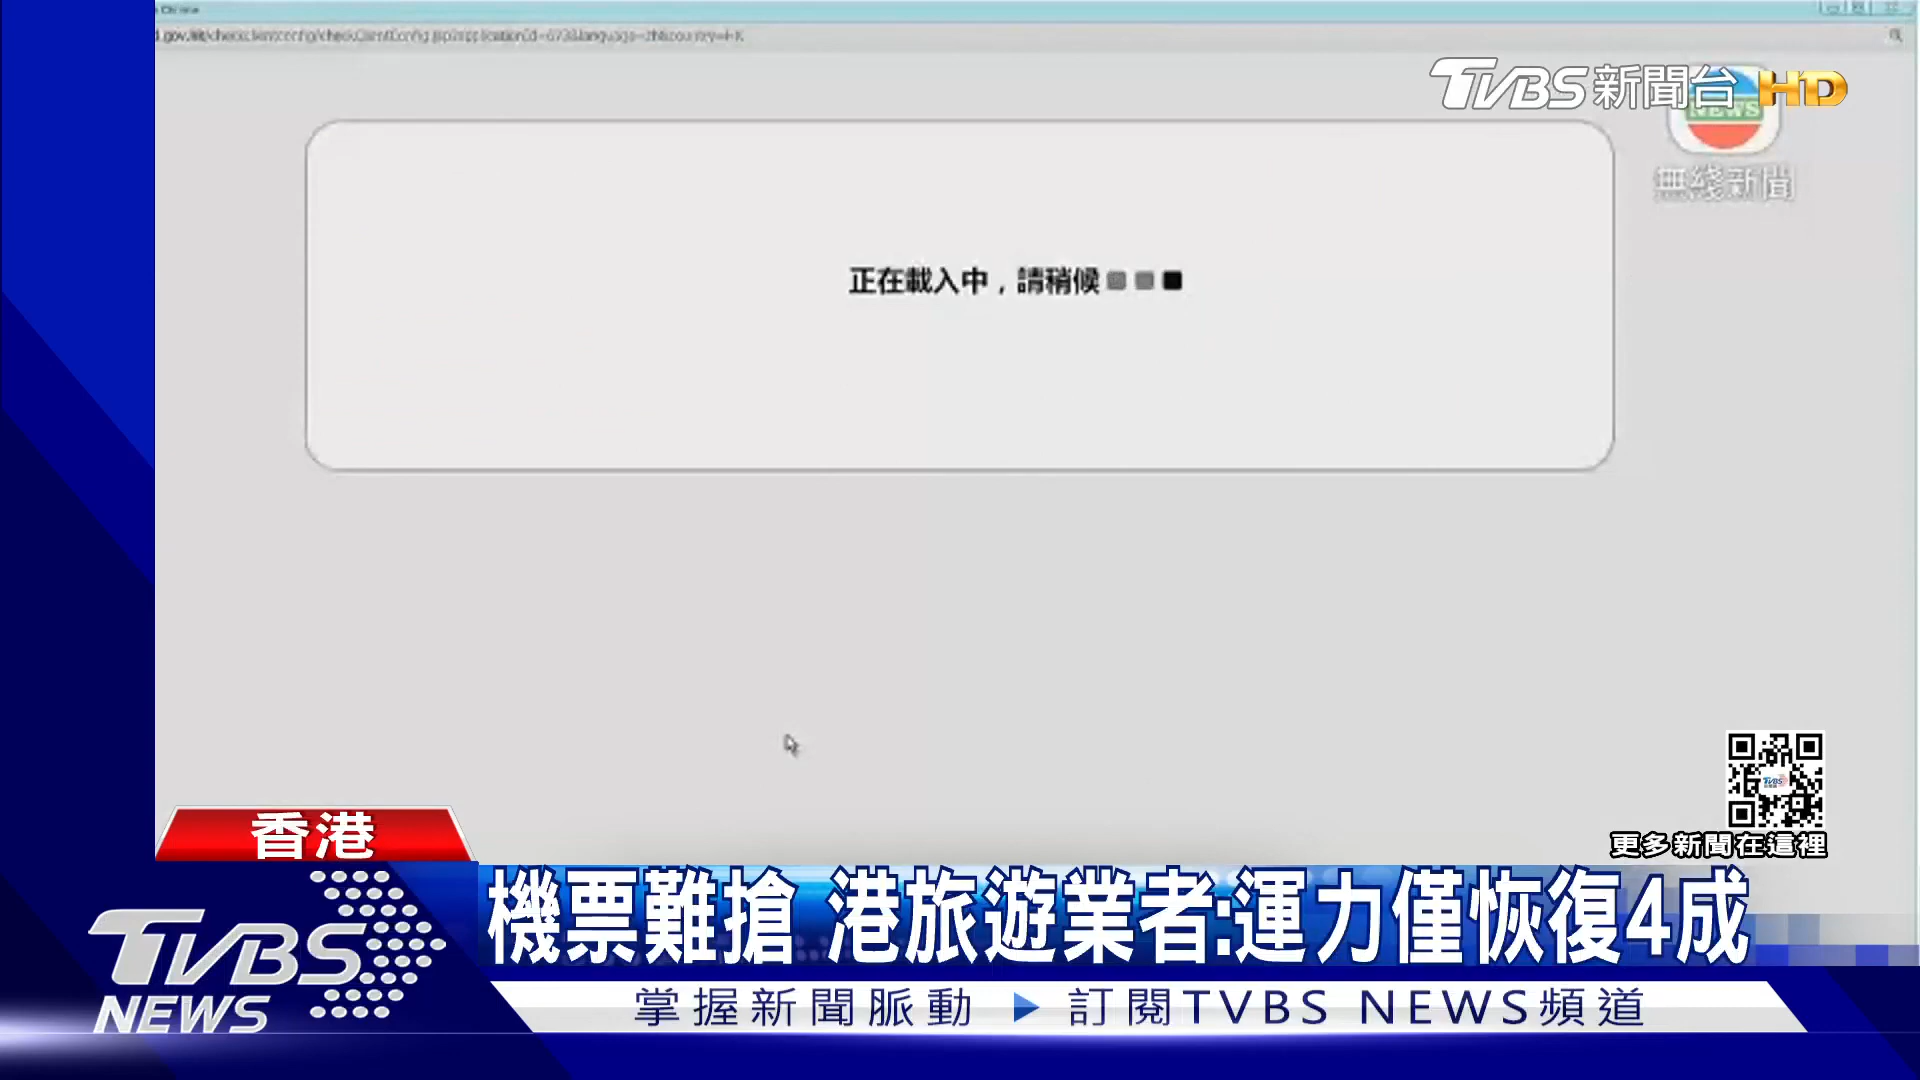 TVBS新聞台 HD
NEWS
無綫新聞
正在載入中，請稍候
更多新聞在這裡
香港
機票難搶 港旅遊業者:運力僅恢復4成
TVBS
NEWS
掌握新聞脈動 ▶ 訂閱TVBS NEWS頻道